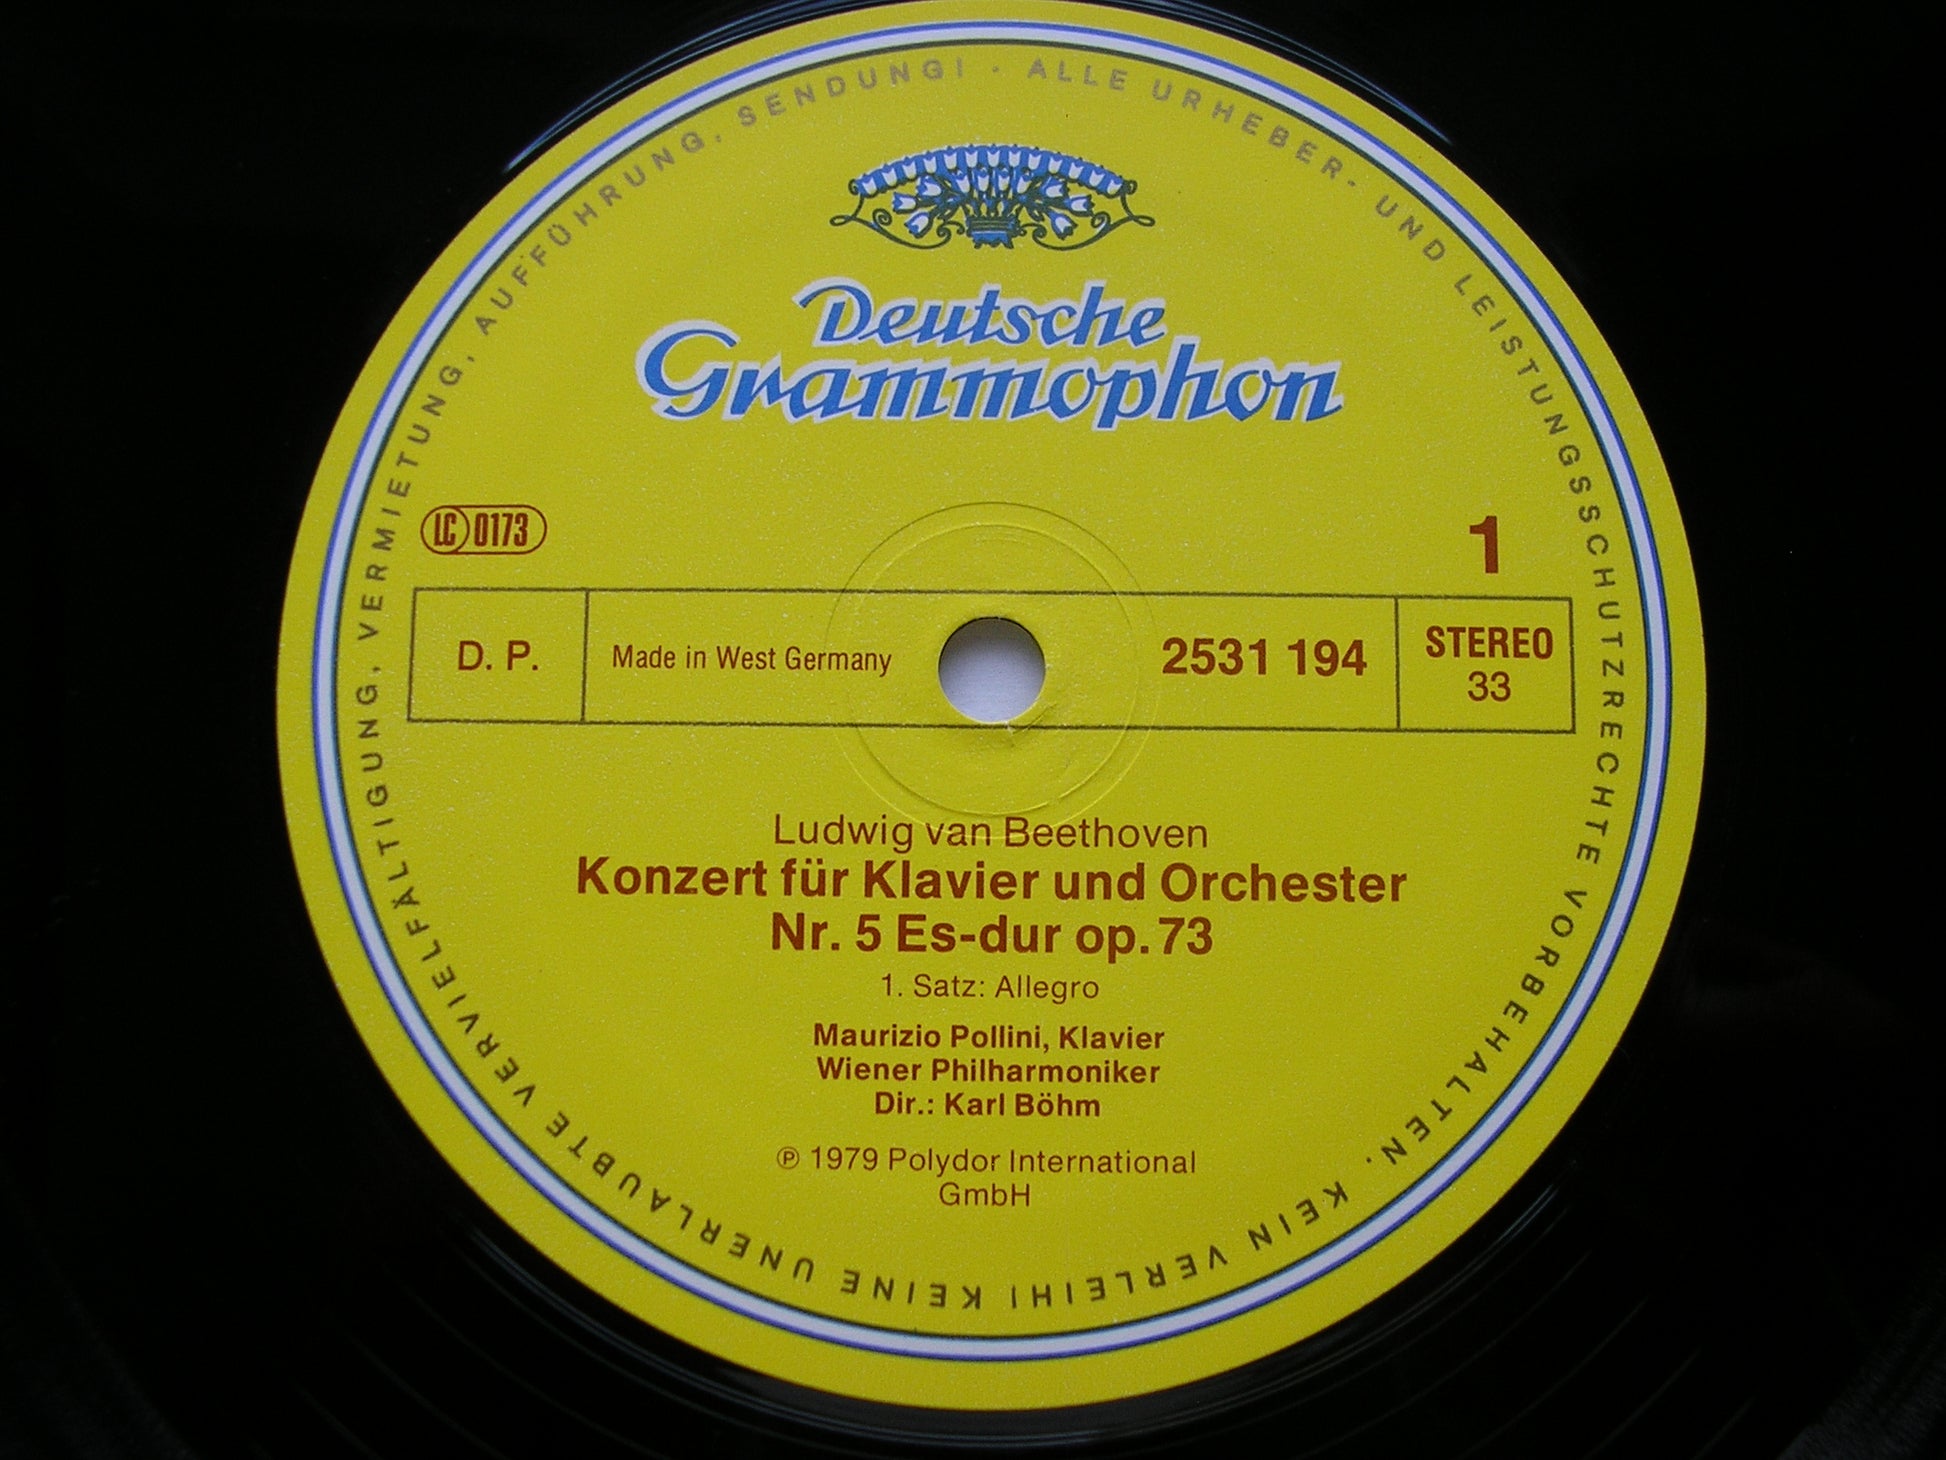 ALLE URHEBER- UND LEISTUNGSSCHUTZRECHTE VORBEHALTEN. KEIN VERLEIH! KEINE UNERLAUBTE VERVIELFÄLTIGUNG, VERMIETUNG, AUFFÜHRUNG, SENDUNG! ·
Deutsche
Grammophon
LC 0173
1
D. P.
Made in West Germany
2531 194
STEREO
33
Ludwig van Beethoven
Konzert für Klavier und Orchester
Nr. 5 Es-dur op. 73
1. Satz: Allegro
Maurizio Pollini, Klavier
Wiener Philharmoniker
Dir.: Karl Böhm
℗ 1979 Polydor International
GmbH